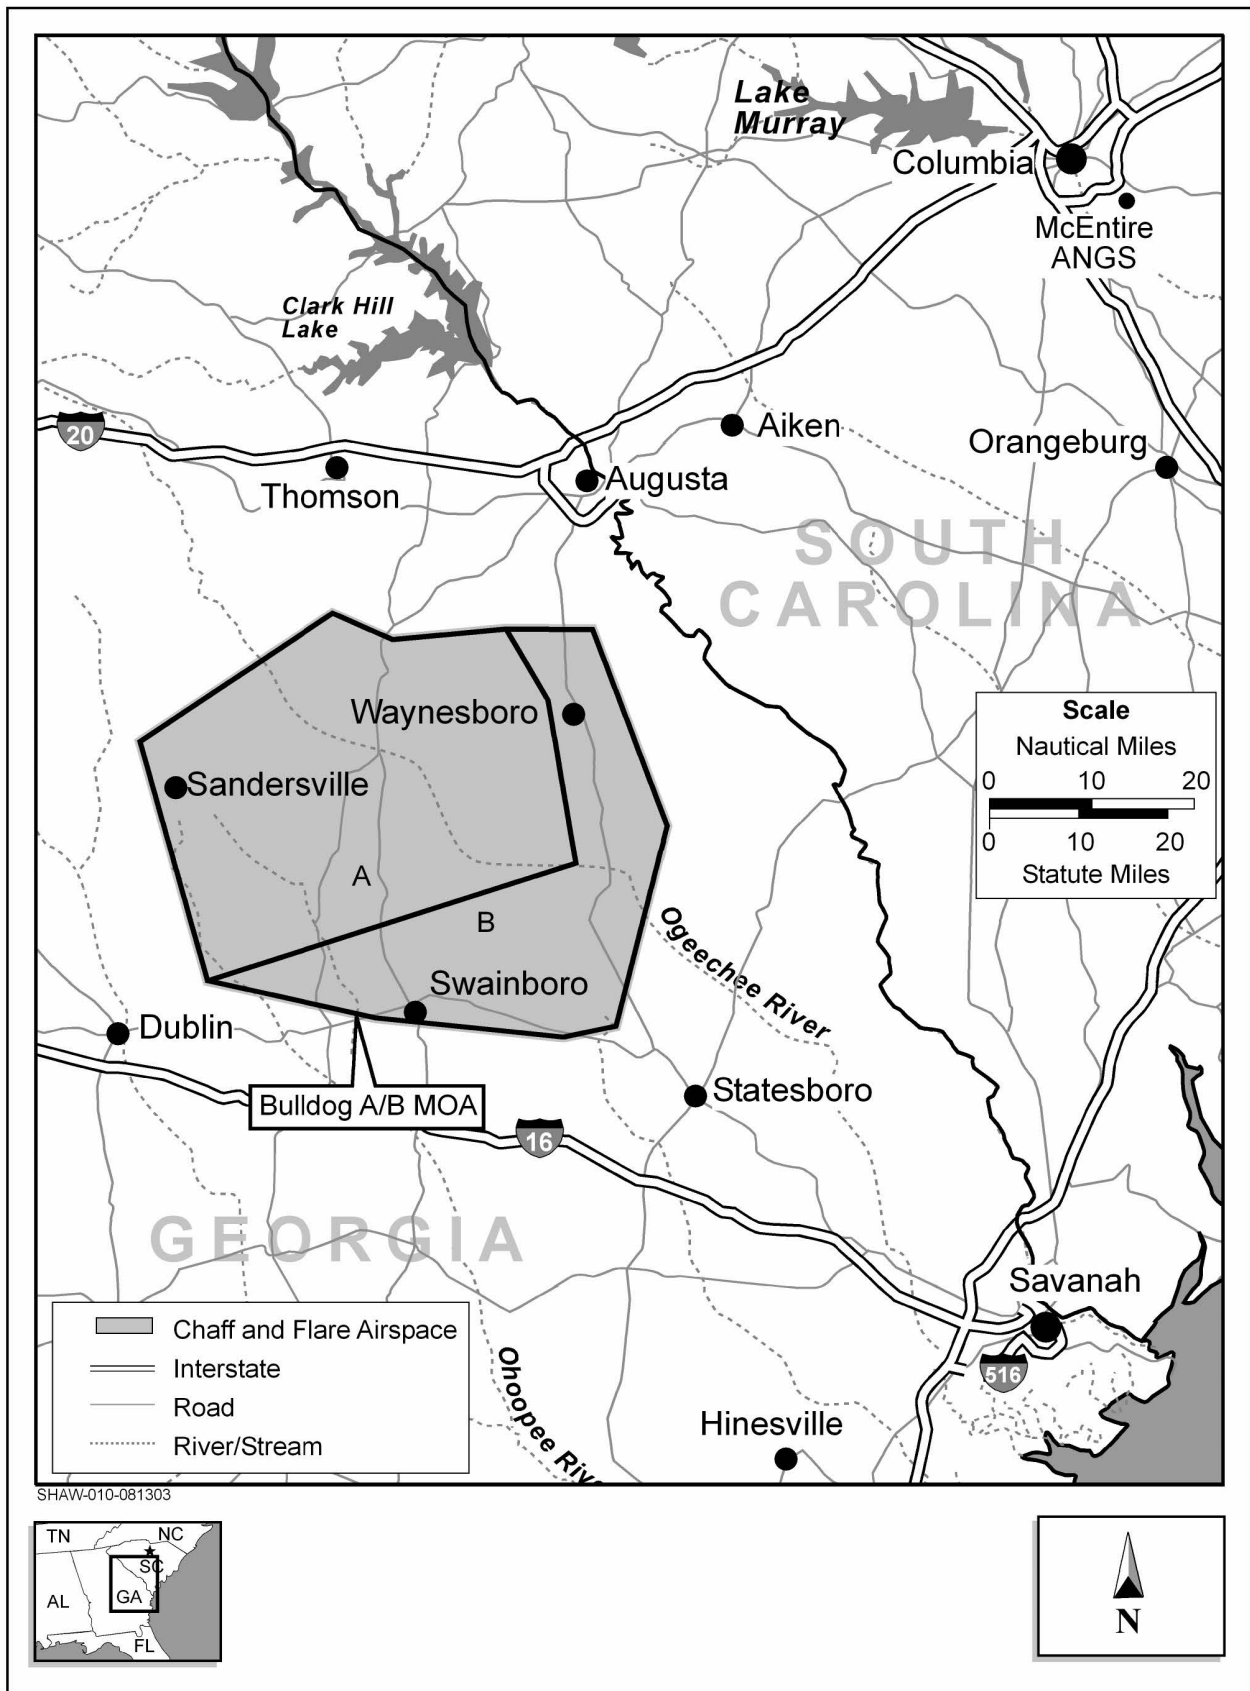 Lake
Murray
Columbia
McEntire
ANGS
Clark Hill
Lake
20
Aiken
Orangeburg
Thomson
Augusta
SOUTH
CAROLINA
Waynesboro
Scale
Nautical Miles
0 10 20
0 10 20
Statute Miles
Sandersville
A
B
Ogeechee River
Swainboro
Dublin
Bulldog A/B MOA
Statesboro
16
GEORGIA
Savanah
516
Chaff and Flare Airspace
Interstate
Road
River/Stream
Ohoopee River
Hinesville
SHAW-010-081303
TN NC
SC
AL GA
FL
N